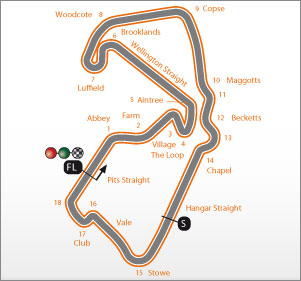 Woodcote
8
9
Copse
Brooklands
6
Wellington Straight
7
Luffield
10
Maggotts
11
5
Aintree
Abbey
Farm
1
2
3
4
12
Becketts
13
Village
The Loop
14
Chapel
FL
Pits Straight
18
16
Vale
17
Club
Hangar Straight
S
15
Stowe